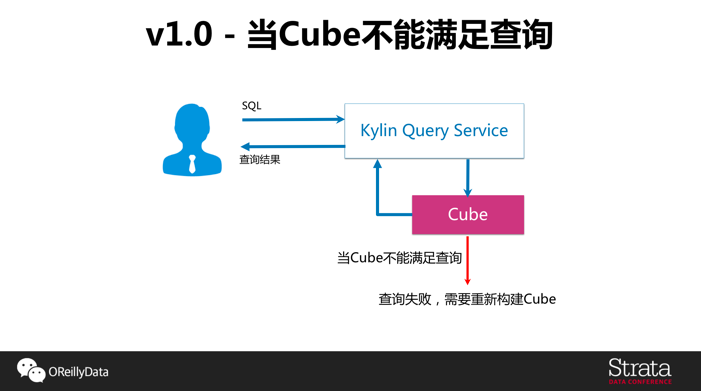 v1.0 - 当Cube不能满足查询
SQL
查询结果
Kylin Query Service
Cube
当Cube不能满足查询
查询失败，需要重新构建Cube
OReillyData
Strata
DATA CONFERENCE